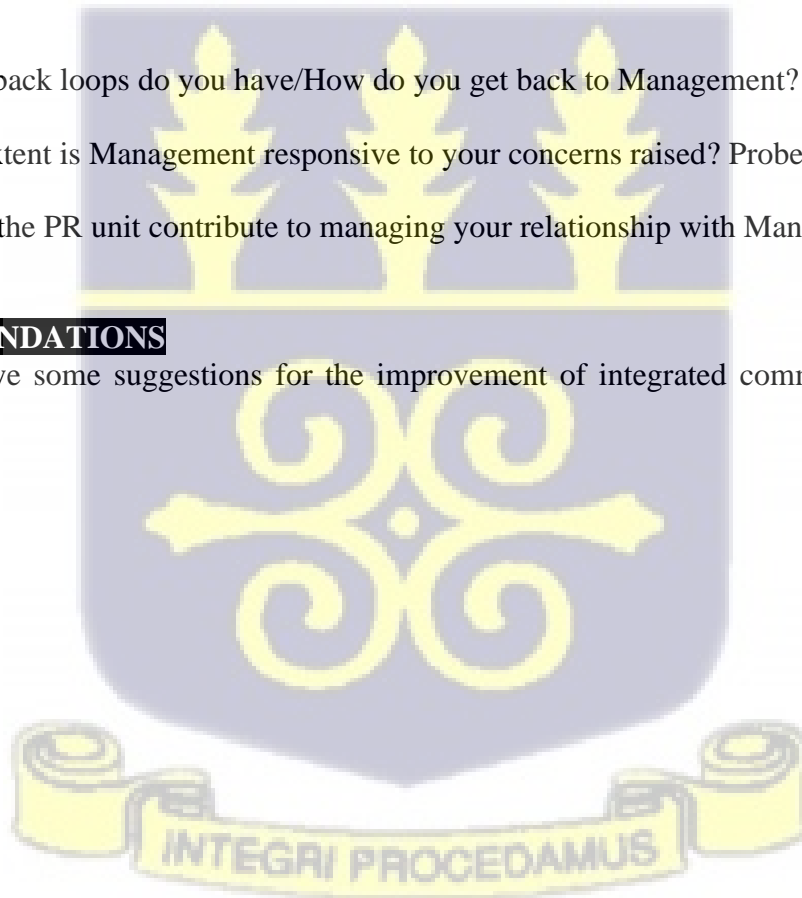 back loops do you have/How do you get back to Management?
xtent is Management responsive to your concerns raised? Probe
the PR unit contribute to managing your relationship with Man
NDATIONS
ve some suggestions for the improvement of integrated comm
INTEGRI PROCEDAMUS